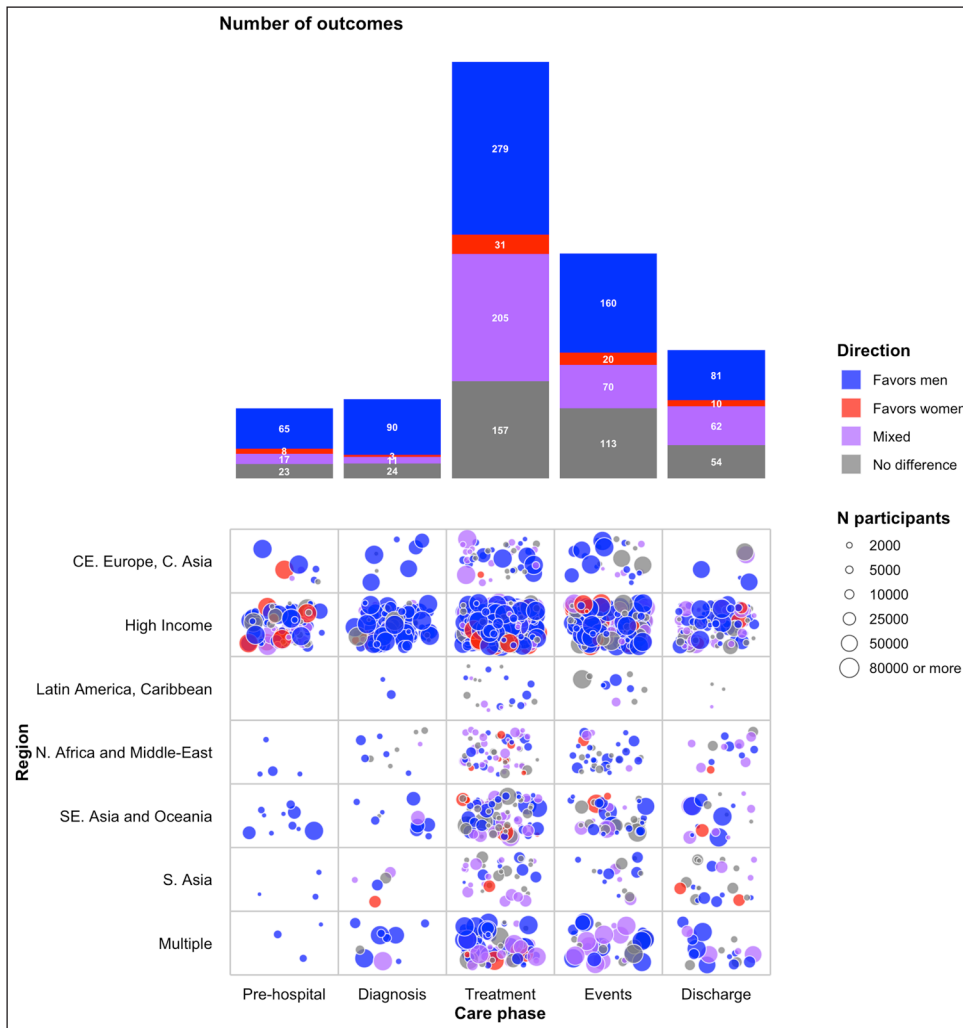 Number of outcomes
279
31
205
157
160
20
70
113
81
10
62
54
65
8
17
23
90
11
24
Direction
Favors men
Favors women
Mixed
No difference
N participants
2000
5000
10000
25000
50000
80000 or more
Region
CE. Europe, C. Asia
High Income
Latin America, Caribbean
N. Africa and Middle-East
SE. Asia and Oceania
S. Asia
Multiple
Pre-hospital Diagnosis Treatment Events Discharge
Care phase